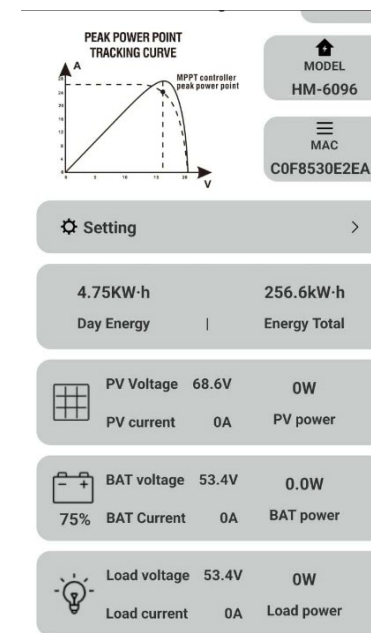 PEAK POWER POINT
TRACKING CURVE
A
MPPT controller
peak power point
V
MODEL
HM-6096
MAC
C0F8530E2EA
Setting
4.75KW·h
256.6kW·h
Day Energy | Energy Total
PV Voltage 68.6V
0W
PV current 0A
PV power
BAT voltage 53.4V
0.0W
75% BAT Current 0A
BAT power
Load voltage 53.4V
0W
Load current 0A
Load power